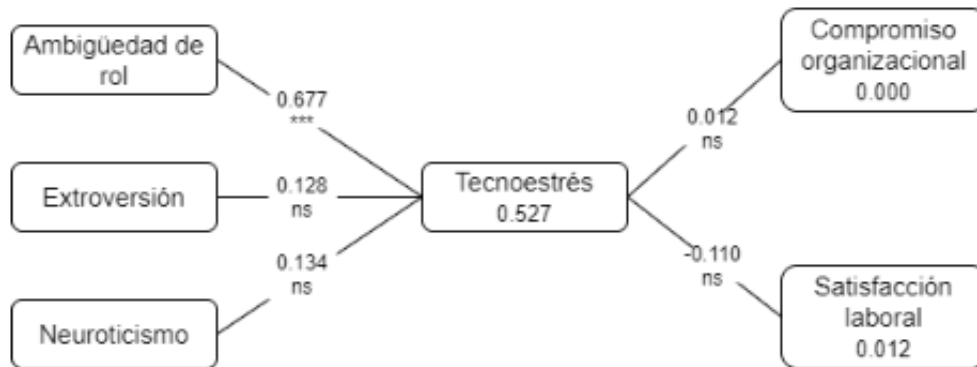 Ambigüedad de
rol
Extroversión
Neuroticismo
0.677
***
0.128
ns
0.134
ns
Tecnoestrés
0.527
0.012
ns
-0.110
ns
Compromiso
organizacional
0.000
Satisfacción
laboral
0.012